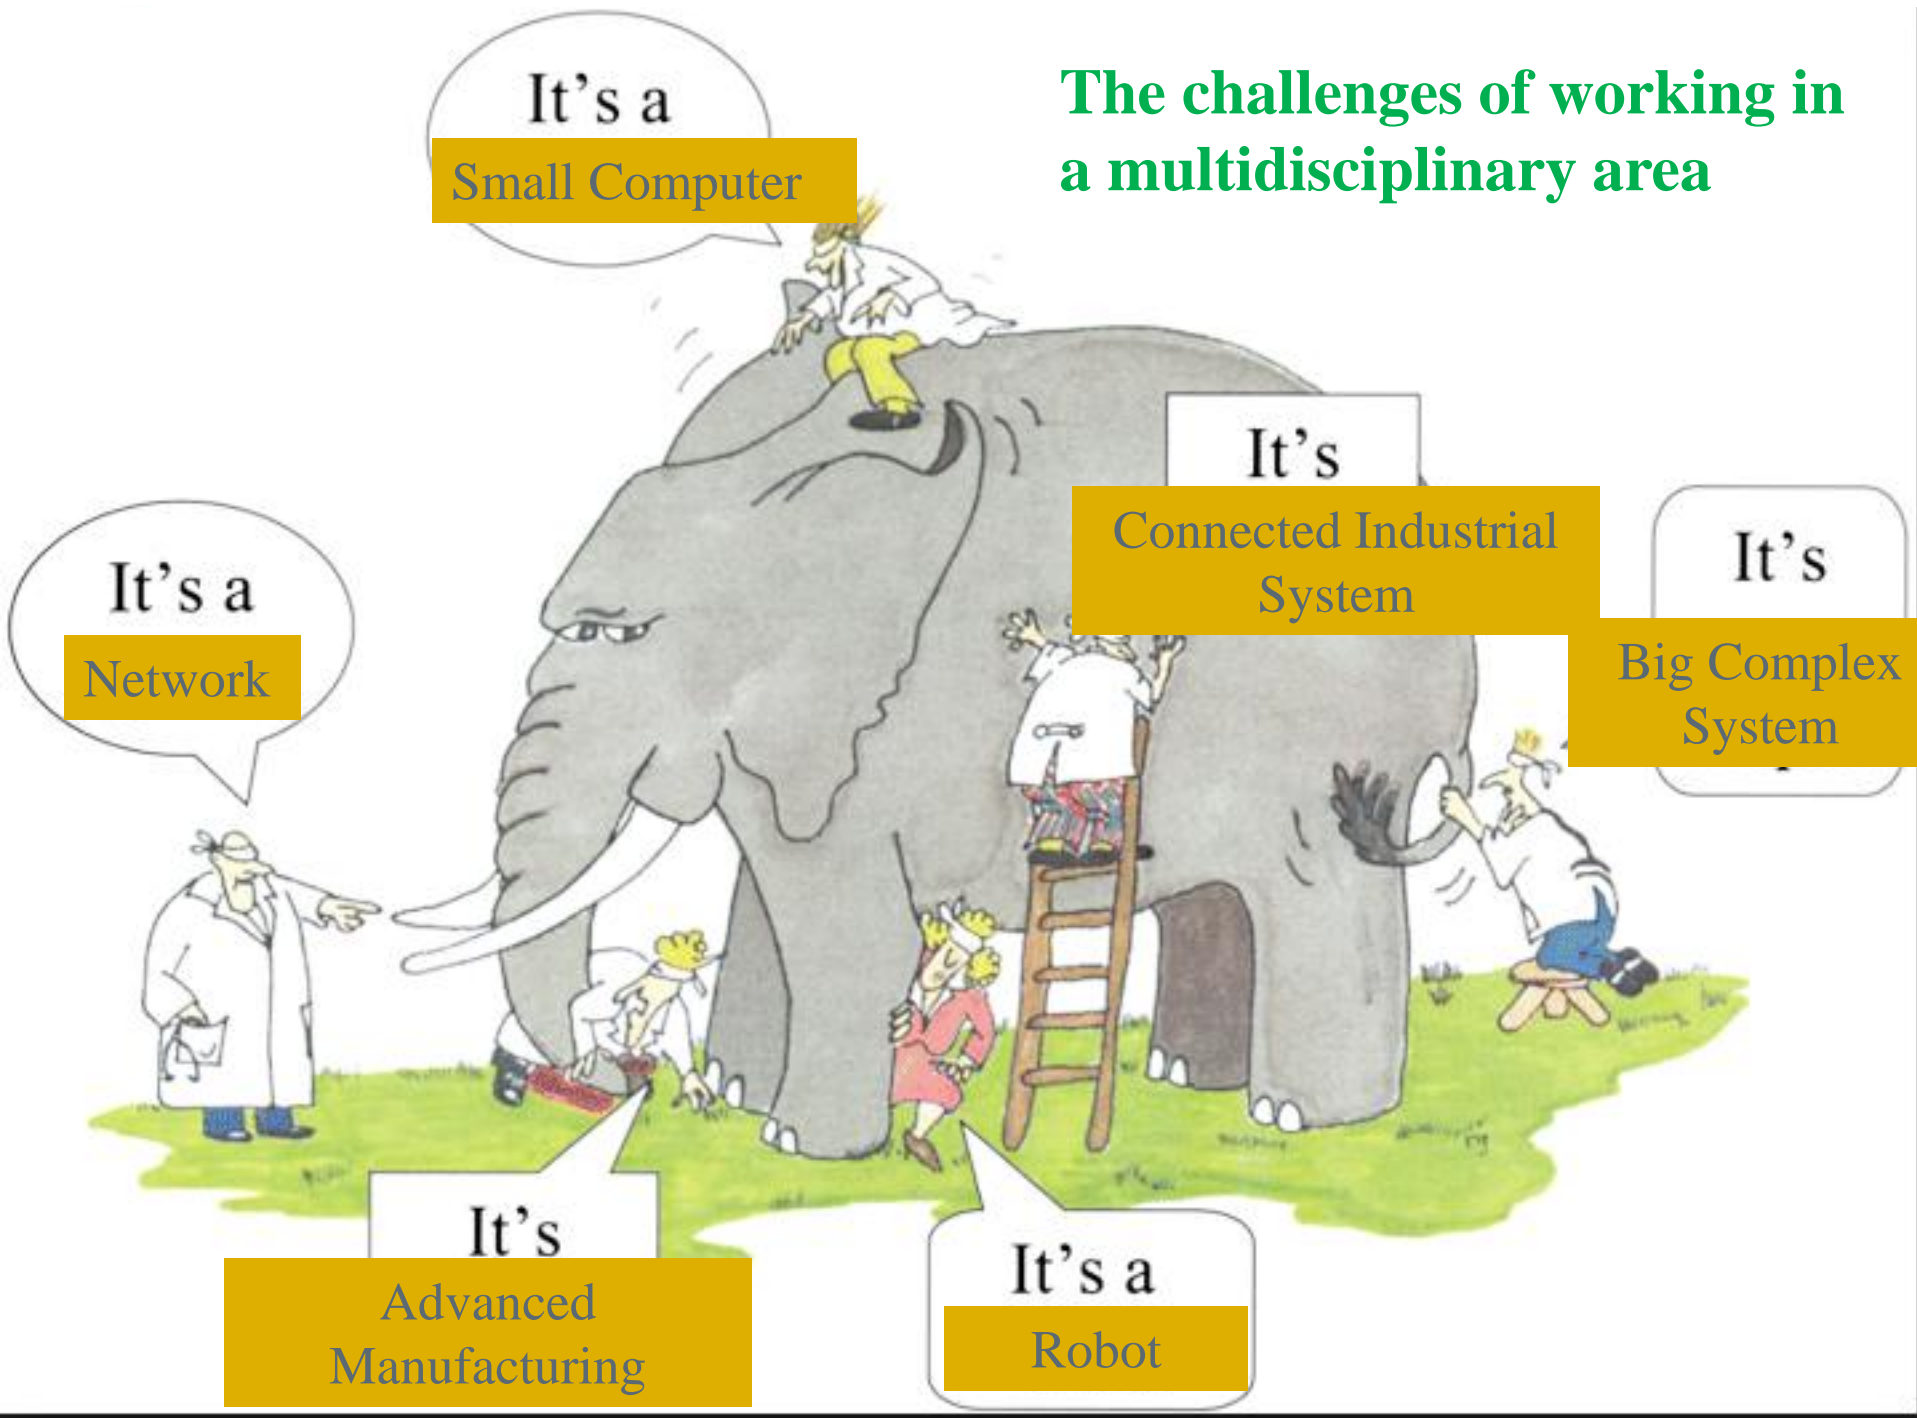 The challenges of working in
a multidisciplinary area
It's a
Small Computer
It's
Connected Industrial
System
It's
Big Complex
System
It's a
Network
It's
Advanced
Manufacturing
It's a
Robot